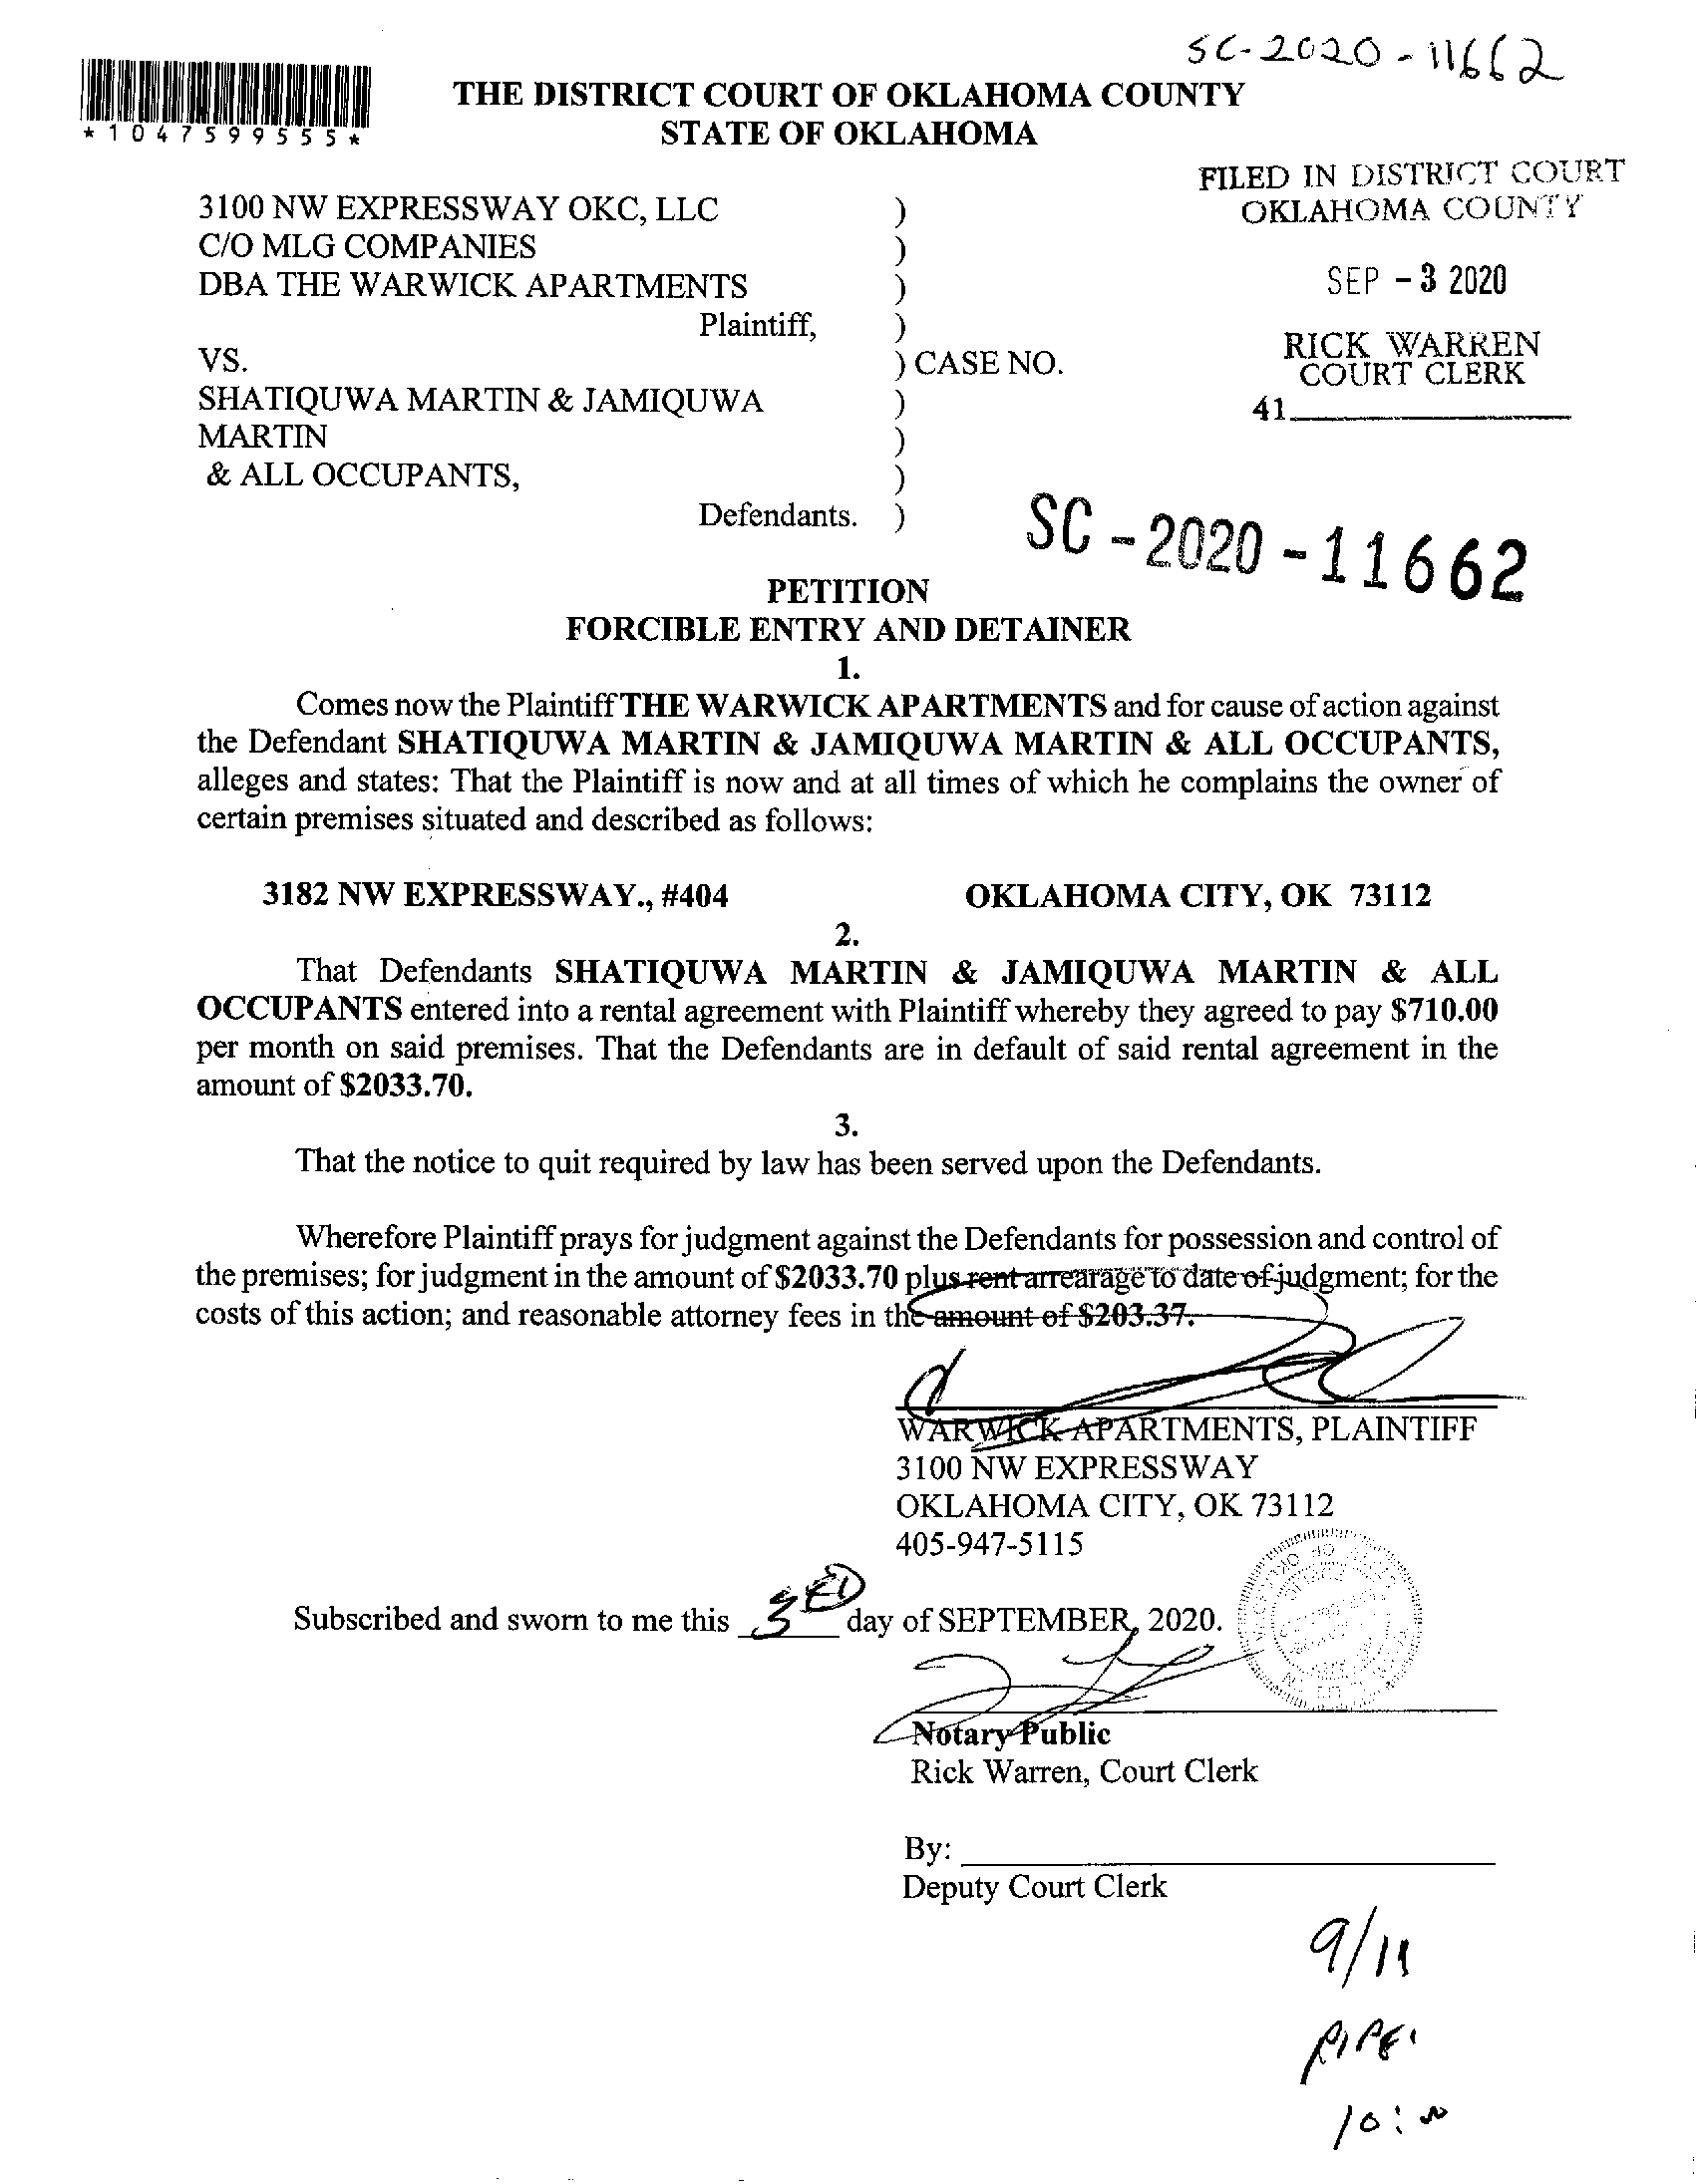 SC-2020-11662
*1047599555*
THE DISTRICT COURT OF OKLAHOMA COUNTY
STATE OF OKLAHOMA
FILED IN DISTRICT COURT
OKLAHOMA COUNTY
SEP - 3 2020
RICK WARREN
COURT CLERK
41
3100 NW EXPRESSWAY OKC, LLC )
C/O MLG COMPANIES )
DBA THE WARWICK APARTMENTS )
Plaintiff, )
VS. ) CASE NO.
SHATIQUWA MARTIN & JAMIQUWA )
MARTIN )
& ALL OCCUPANTS, )
Defendants. )
SC-2020-11662
PETITION
FORCIBLE ENTRY AND DETAINER
1.
Comes now the Plaintiff THE WARWICK APARTMENTS and for cause of action against
the Defendant SHATIQUWA MARTIN & JAMIQUWA MARTIN & ALL OCCUPANTS,
alleges and states: That the Plaintiff is now and at all times of which he complains the owner of
certain premises situated and described as follows:
3182 NW EXPRESSWAY., #404 OKLAHOMA CITY, OK 73112
2.
That Defendants SHATIQUWA MARTIN & JAMIQUWA MARTIN & ALL
OCCUPANTS entered into a rental agreement with Plaintiff whereby they agreed to pay $710.00
per month on said premises. That the Defendants are in default of said rental agreement in the
amount of $2033.70.
3.
That the notice to quit required by law has been served upon the Defendants.
Wherefore Plaintiff prays for judgment against the Defendants for possession and control of
the premises; for judgment in the amount of $2033.70 plus rent arrearage to date of judgment; for the
costs of this action; and reasonable attorney fees in the amount of $203.37.
WARWICK APARTMENTS, PLAINTIFF
3100 NW EXPRESSWAY
OKLAHOMA CITY, OK 73112
405-947-5115
Subscribed and sworn to me this 3RD day of SEPTEMBER, 2020.
Notary Public
Rick Warren, Court Clerk
By:
Deputy Court Clerk
9/11